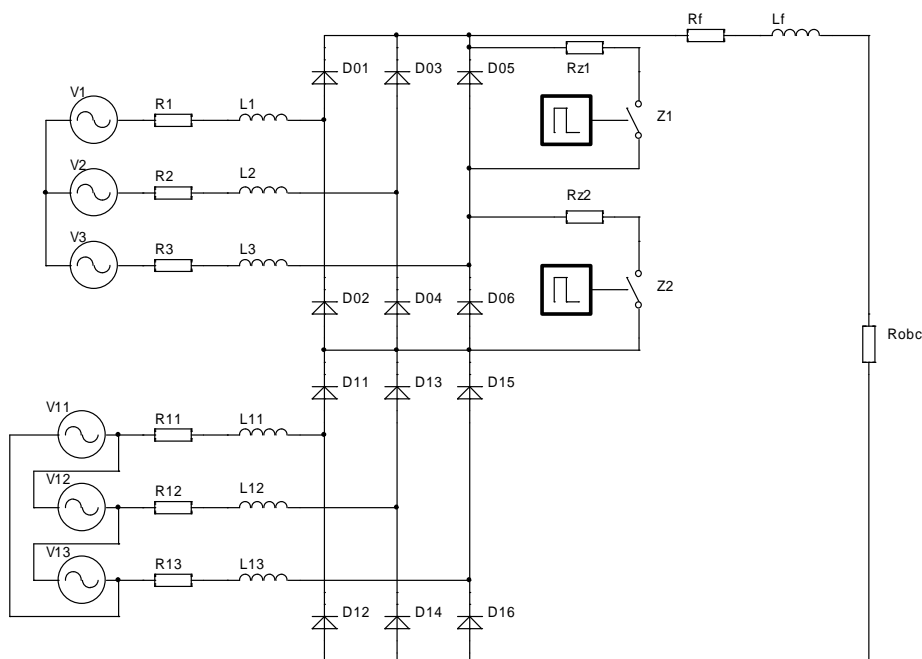 Rf
Lf
D01
D03
D05
Rz1
V1
R1
L1
Z1
V2
R2
L2
Rz2
V3
R3
L3
D02
D04
D06
Z2
Robc
D11
D13
D15
V11
R11
L11
V12
R12
L12
V13
R13
L13
D12
D14
D16